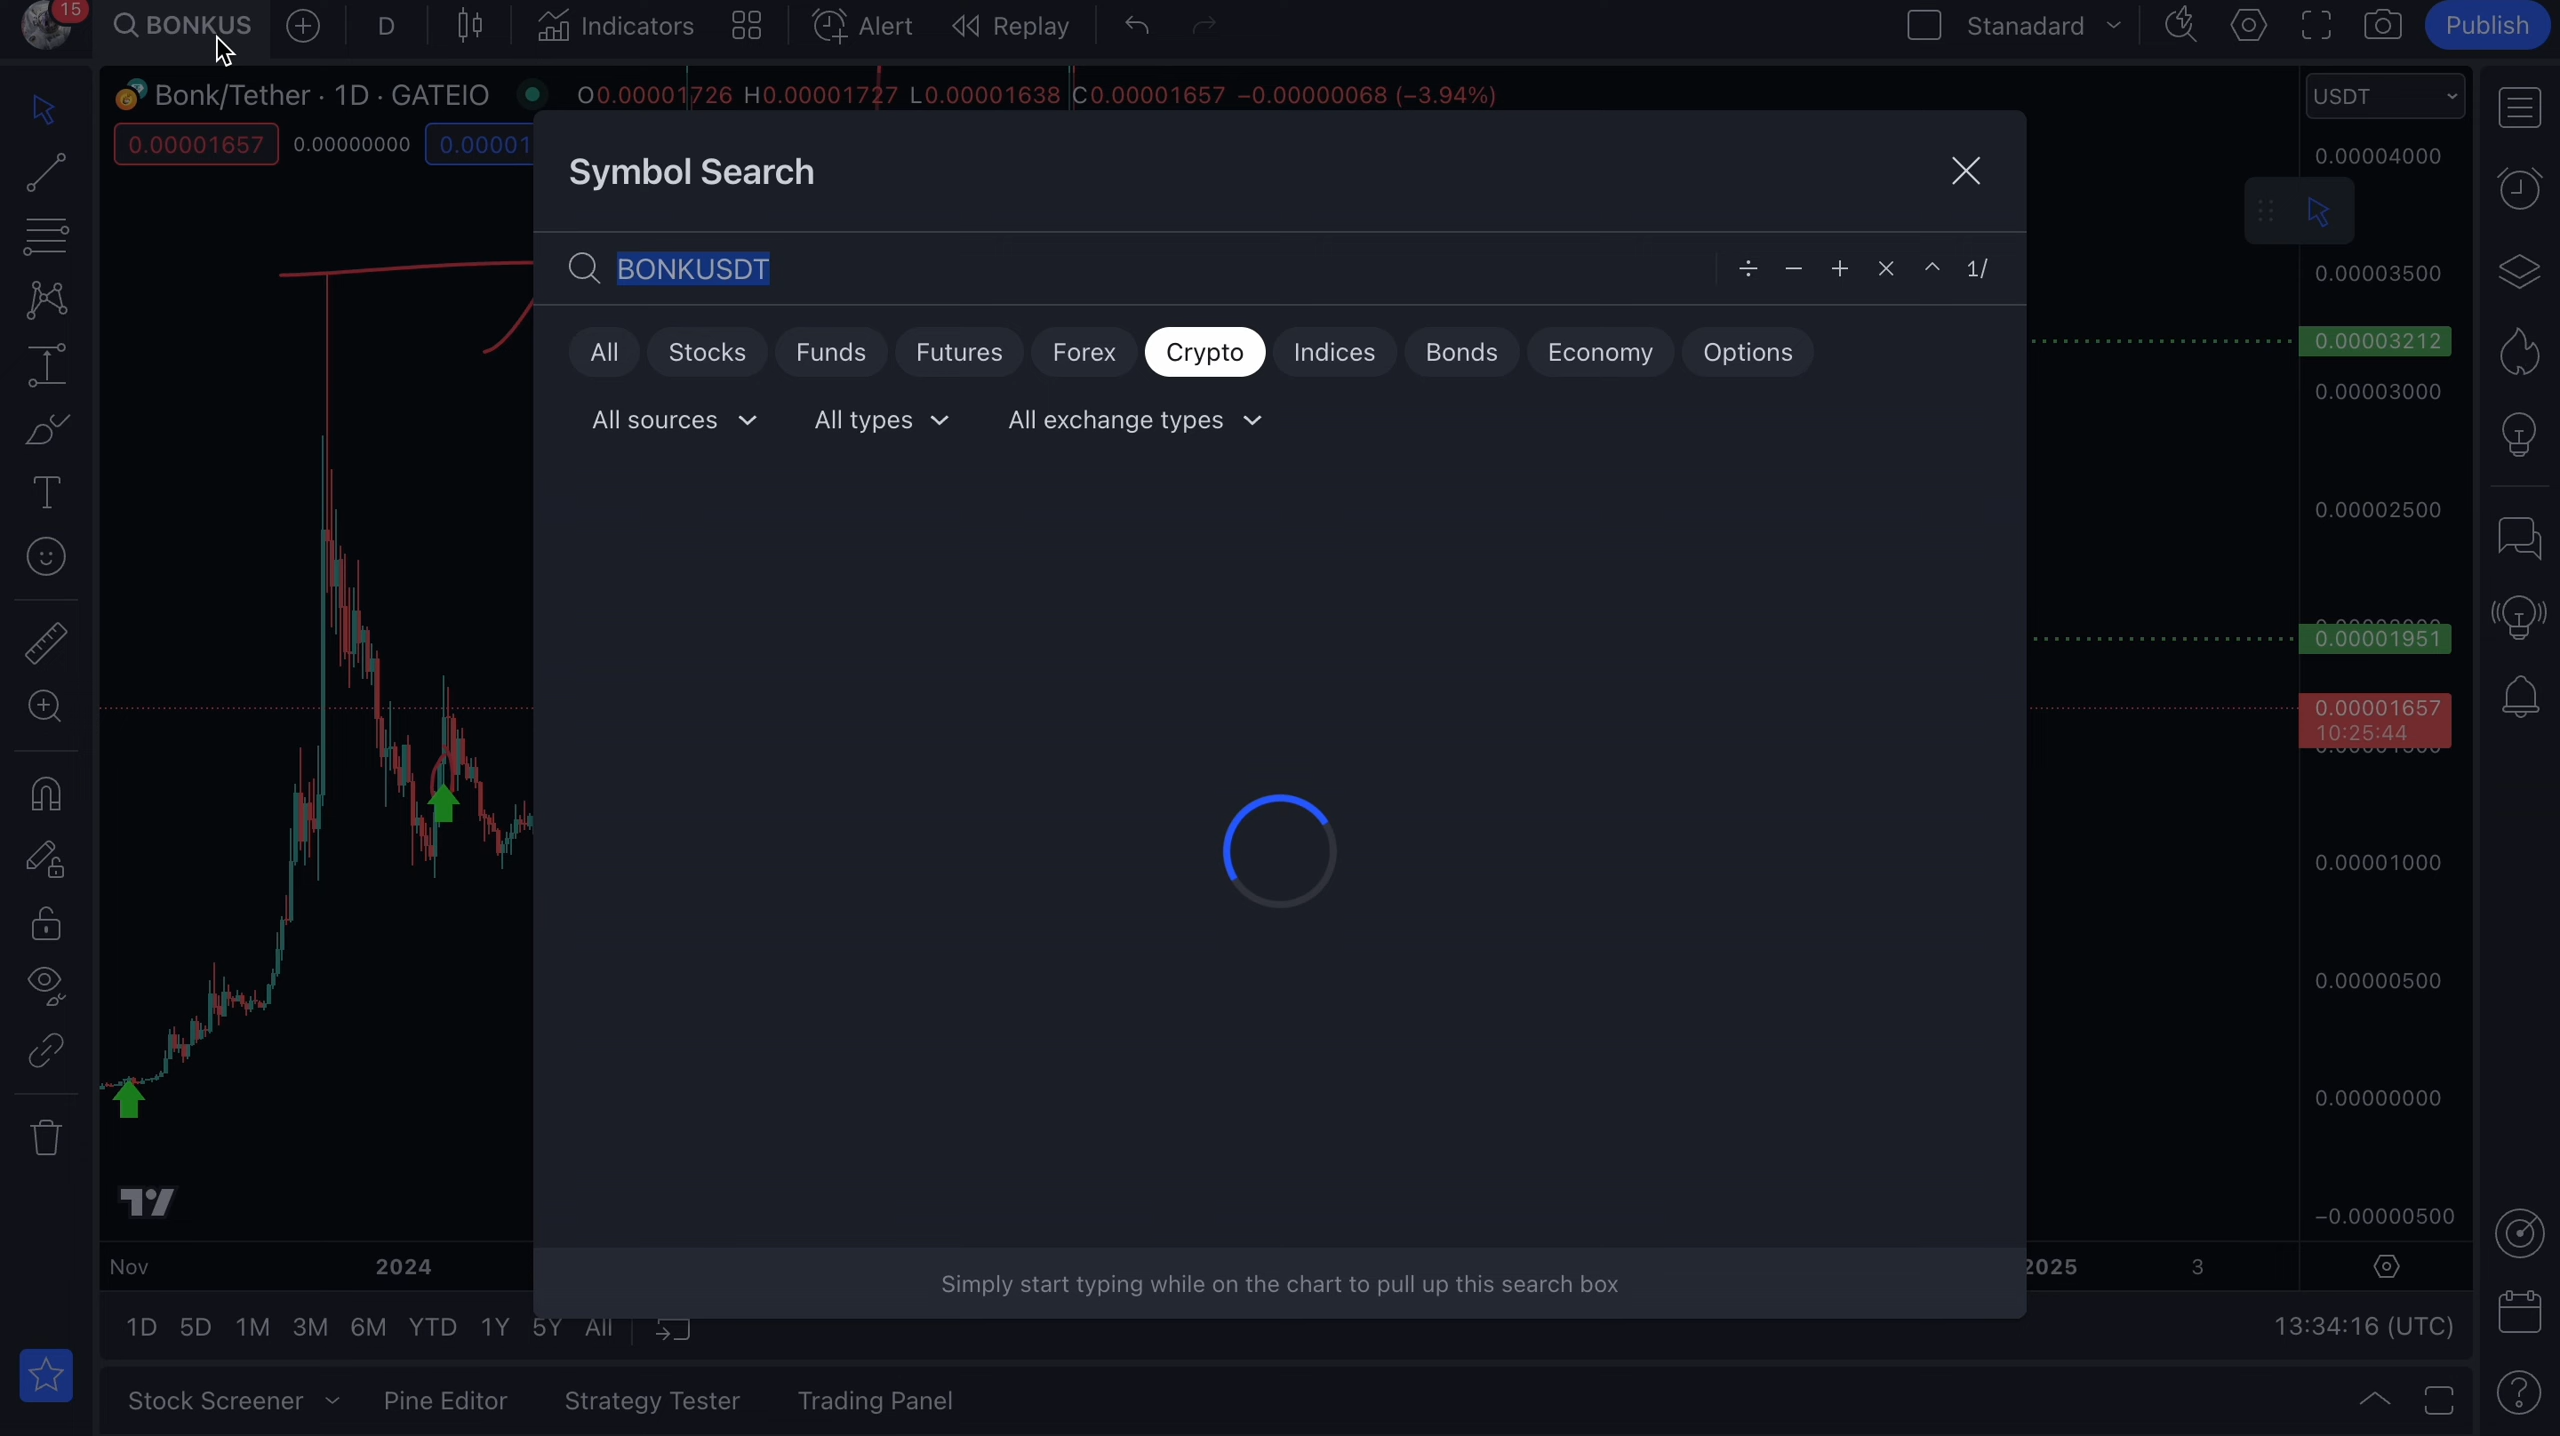 15
BONKUS
D
Indicators
Alert
Replay
Stanadard
Publish
Bonk/Tether · 1D · GATEIO
O0.00001726 H0.00001727 L0.00001638 C0.00001657 −0.00000068 (−3.94%)
USDT
0.00001657
0.00000000
0.00001
Symbol Search
BONKUSDT
÷ − + × ^ 1/
All
Stocks
Funds
Futures
Forex
Crypto
Indices
Bonds
Economy
Options
All sources
All types
All exchange types
0.00004000
0.00003500
0.00003212
0.00003000
0.00002500
0.00001951
0.00001657
10:25:44
0.00001000
0.00000500
0.00000000
−0.00000500
Simply start typing while on the chart to pull up this search box
Nov
2024
2025
3
1D 5D 1M 3M 6M YTD 1Y 5Y All
13:34:16 (UTC)
Stock Screener
Pine Editor
Strategy Tester
Trading Panel